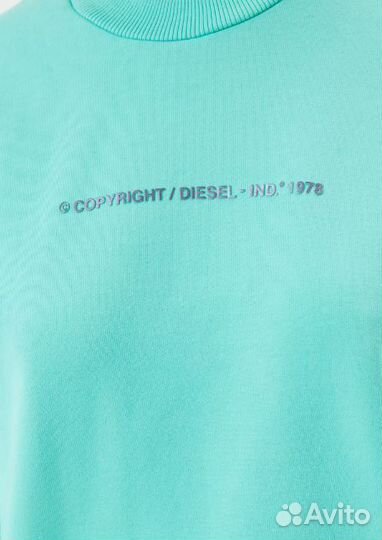 © COPYRIGHT / DIESEL - IND.° 1978
Avito